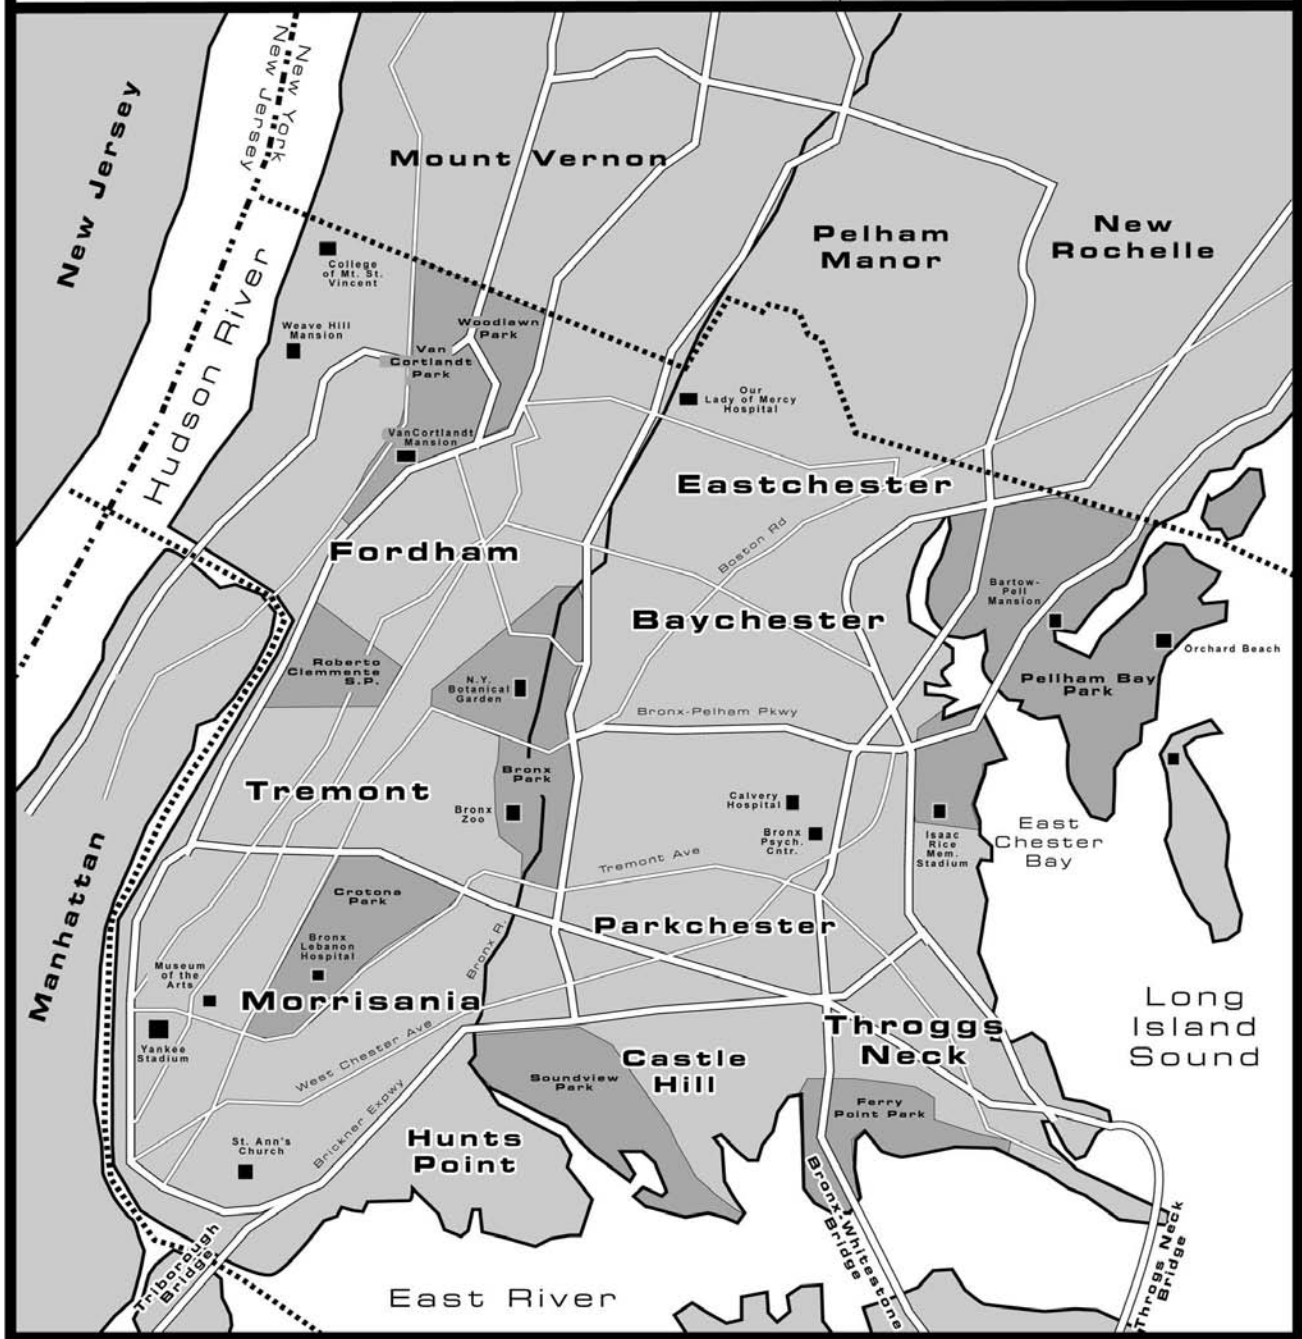 New Jersey
New York
New Jersey
Mount Vernon
New
Rochelle
Pelham
Manor
College
of Mt. St.
Vincent
Hudson River
Weave Hill
Mansion
Woodlawn
Park
Van
Cortlandt
Park
Our
Lady of Mercy
Hospital
VanCortlandt
Mansion
Eastchester
Boston Rd
Fordham
Bartow-
Pell
Mansion
Baychester
Orchard Beach
Roberto
Clemmente
S.P.
N.Y.
Botanical
Garden
Pellham Bay
Park
Bronx-Pelham Pkwy
Bronx
Park
Tremont
Bronx
Zoo
Calvery
Hospital
Bronx
Psych.
Cntr.
Isaac
Rice
Mem.
Stadium
East
Chester
Bay
Tremont Ave
Manhattan
Crotona
Park
Parkchester
Bronx R.
Bronx
Lebanon
Hospital
Museum
of the
Arts
Morrisania
Long
Island
Sound
Yankee
Stadium
West Chester Ave
Throggs
Neck
Castle
Hill
Soundview
Park
Ferry
Point Park
Brickner Expwy
Hunts
Point
St. Ann's
Church
Bronx-Whitestone
Bridge
Throgs Neck
Bridge
Triborough
Bridge
East River